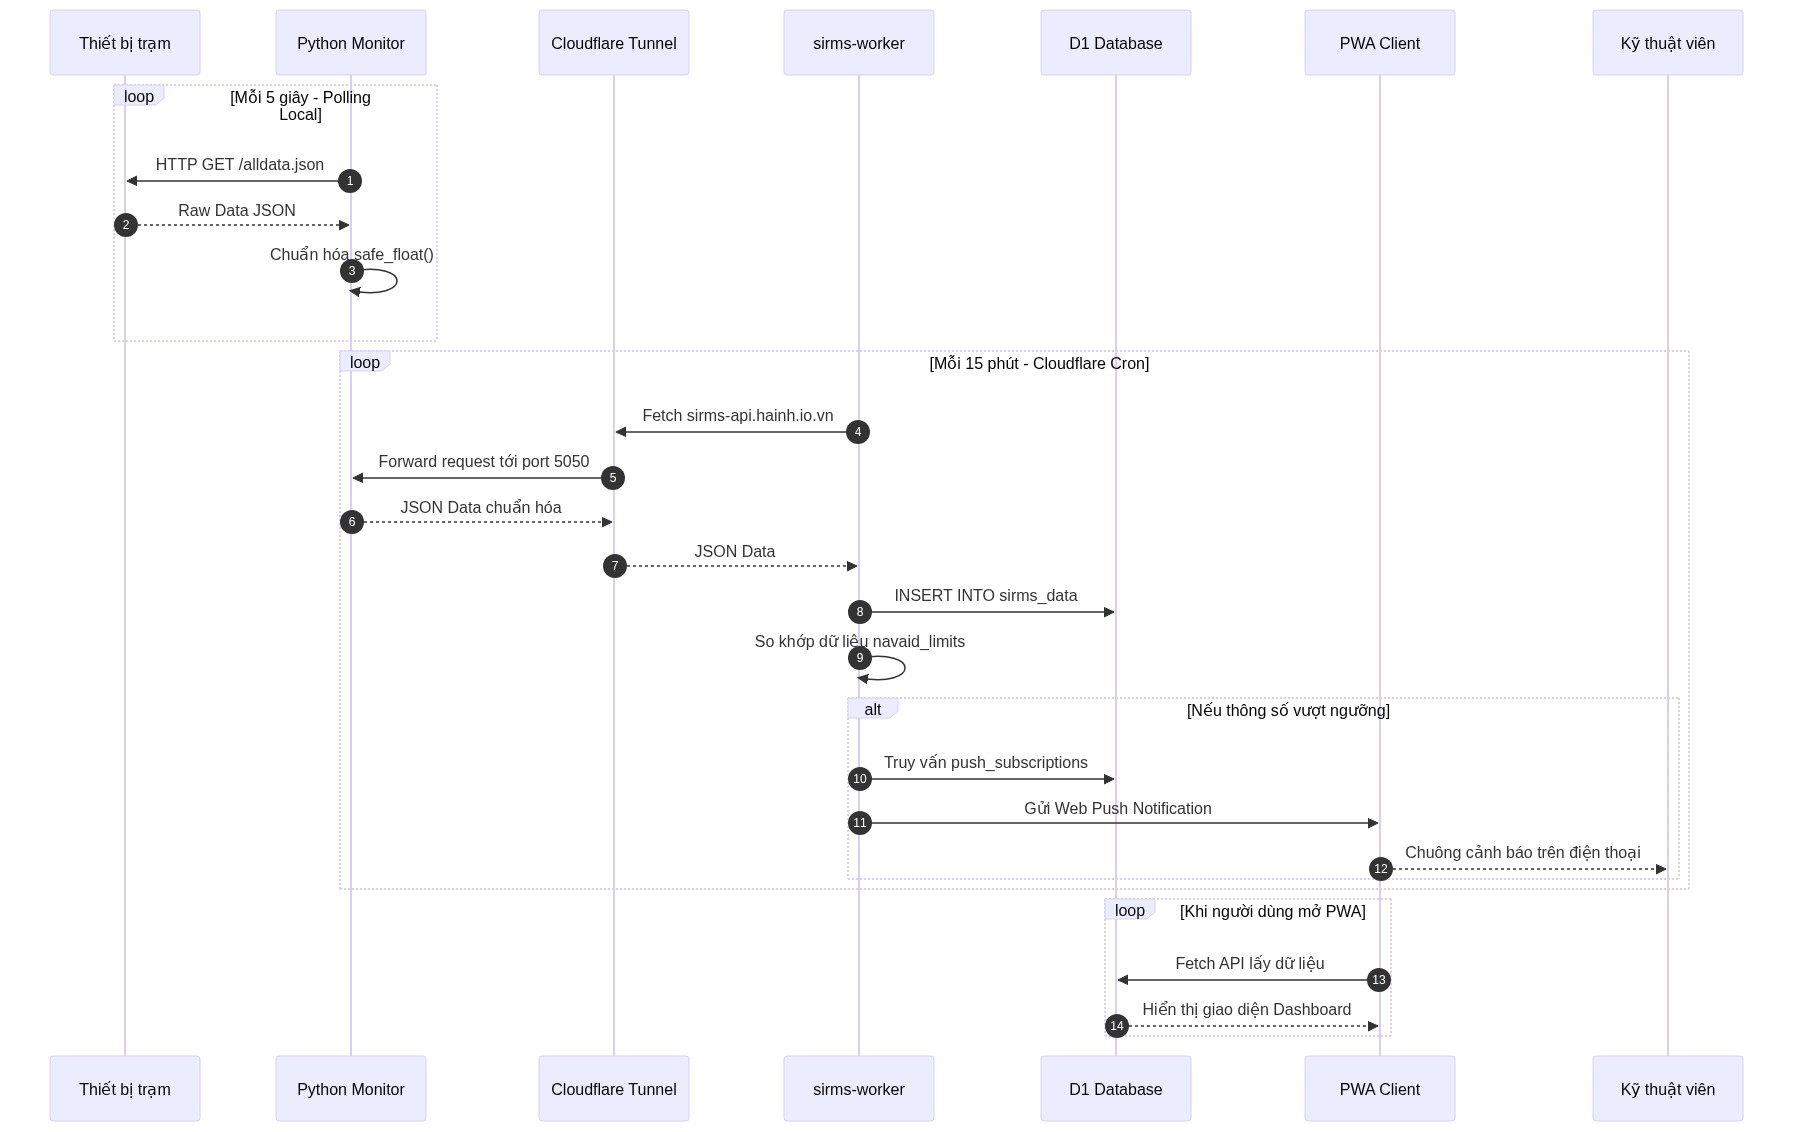 Thiết bị trạm
Python Monitor
Cloudflare Tunnel
sirms-worker
D1 Database
PWA Client
Kỹ thuật viên
loop
[Mỗi 5 giây - Polling
Local]
HTTP GET /alldata.json
1
Raw Data JSON
2
Chuẩn hóa safe_float()
3
loop
[Mỗi 15 phút - Cloudflare Cron]
Fetch sirms-api.hainh.io.vn
4
Forward request tới port 5050
5
JSON Data chuẩn hóa
6
JSON Data
7
INSERT INTO sirms_data
8
So khớp dữ liệu navaid_limits
9
alt
[Nếu thông số vượt ngưỡng]
Truy vấn push_subscriptions
10
Gửi Web Push Notification
11
Chuông cảnh báo trên điện thoại
12
loop
[Khi người dùng mở PWA]
Fetch API lấy dữ liệu
13
Hiển thị giao diện Dashboard
14
Thiết bị trạm
Python Monitor
Cloudflare Tunnel
sirms-worker
D1 Database
PWA Client
Kỹ thuật viên